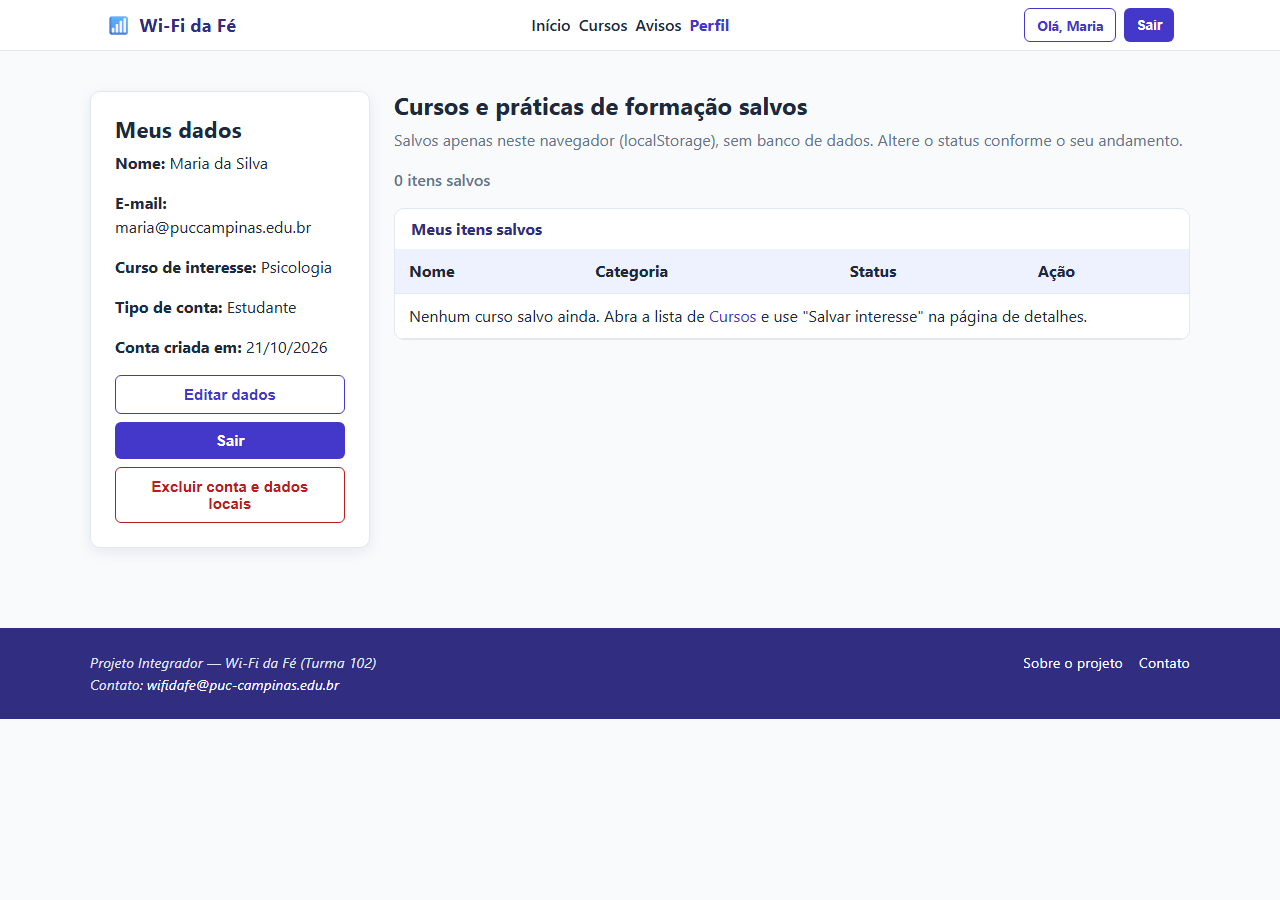 Wi-Fi da Fé
Início Cursos Avisos Perfil
Olá, Maria
Sair
Meus dados
Nome: Maria da Silva
E-mail:
maria@puccampinas.edu.br
Curso de interesse: Psicologia
Tipo de conta: Estudante
Conta criada em: 21/10/2026
Editar dados
Sair
Excluir conta e dados
locais
Cursos e práticas de formação salvos
Salvos apenas neste navegador (localStorage), sem banco de dados. Altere o status conforme o seu andamento.
0 itens salvos
Meus itens salvos
Nome Categoria Status Ação
Nenhum curso salvo ainda. Abra a lista de Cursos e use "Salvar interesse" na página de detalhes.
Projeto Integrador — Wi-Fi da Fé (Turma 102)
Contato: wifidafe@puc-campinas.edu.br
Sobre o projeto Contato